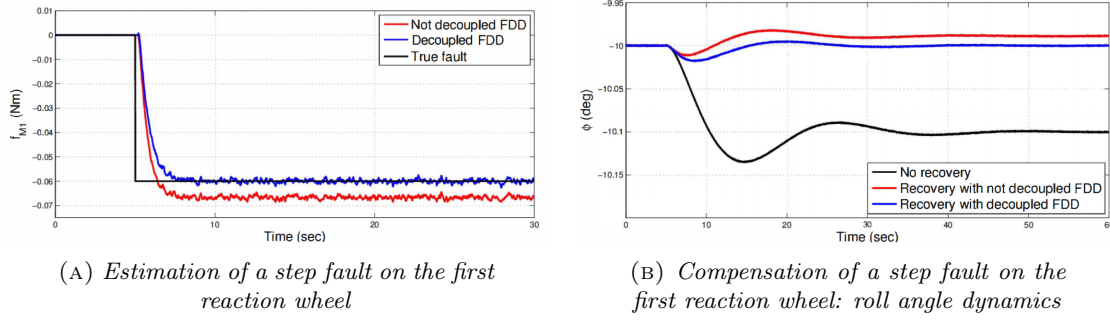 0.01
0
−0.01
−0.02
−0.03
−0.04
−0.05
−0.06
−0.07
f_M1 (Nm)
10
20
30
Time (sec)
Not decoupled FDD
Decoupled FDD
True fault
(A) Estimation of a step fault on the first
reaction wheel
−9.95
−10
−10.05
−10.1
−10.15
ϕ (deg)
0
10
20
30
40
50
60
Time (sec)
No recovery
Recovery with not decoupled FDD
Recovery with decoupled FDD
(B) Compensation of a step fault on the
first reaction wheel: roll angle dynamics